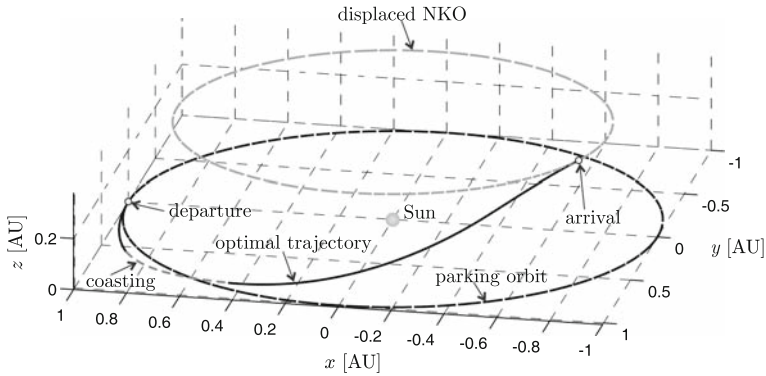 displaced NKO
-1
departure
Sun
arrival
-0.5
z [AU]
0.2
optimal trajectory
0
y [AU]
coasting
parking orbit
0.5
0
1
0.8
0.6
0.4
0.2
0
-0.2
-0.4
-0.6
-0.8
-1
1
x [AU]